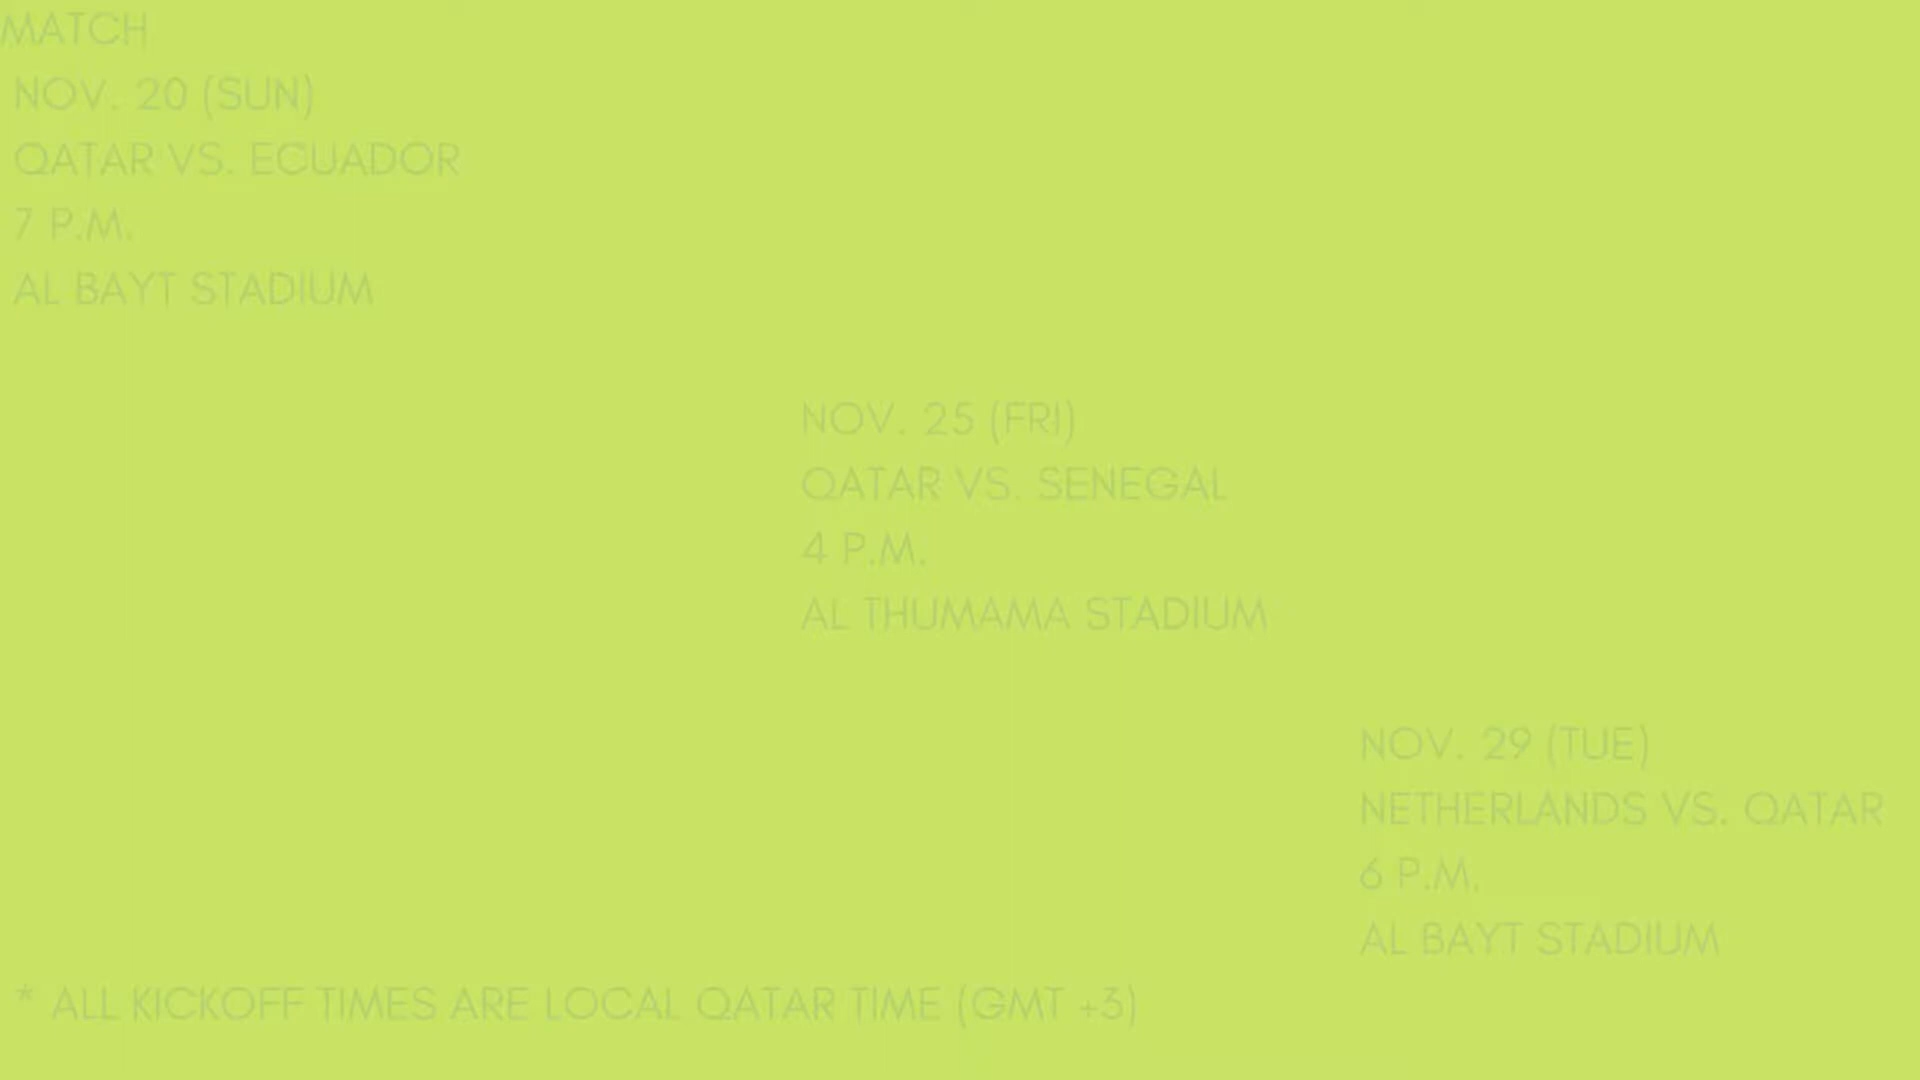 MATCH
NOV. 20 (SUN)
QATAR VS. ECUADOR
7 P.M.
AL BAYT STADIUM
NOV. 25 (FRI)
QATAR VS. SENEGAL
4 P.M.
AL THUMAMA STADIUM
NOV. 29 (TUE)
NETHERLANDS VS. QATAR
6 P.M.
AL BAYT STADIUM
* ALL KICKOFF TIMES ARE LOCAL QATAR TIME (GMT +3)